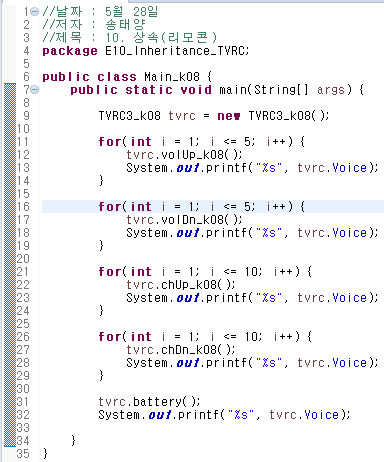 1 //날짜 : 5월 28일
2 //저자 : 송태양
3 //제목 : 10. 상속(리모콘)
4 package E10_Inheritance_TVRC;
5
6 public class Main_k08 {
7 public static void main(String[] args) {
8
9 TVRC3_k08 tvrc = new TVRC3_k08();
10
11 for(int i = 1; i <= 5; i++) {
12 tvrc.volUp_k08();
13 System.out.printf("%s", tvrc.Voice);
14 }
15
16 for(int i = 1; i <= 5; i++) {
17 tvrc.volDn_k08();
18 System.out.printf("%s", tvrc.Voice);
19 }
20
21 for(int i = 1; i <= 10; i++) {
22 tvrc.chUp_k08();
23 System.out.printf("%s", tvrc.Voice);
24 }
25
26 for(int i = 1; i <= 10; i++) {
27 tvrc.chDn_k08();
28 System.out.printf("%s", tvrc.Voice);
29 }
30
31 tvrc.battery();
32 System.out.printf("%s", tvrc.Voice);
33
34 }
35 }